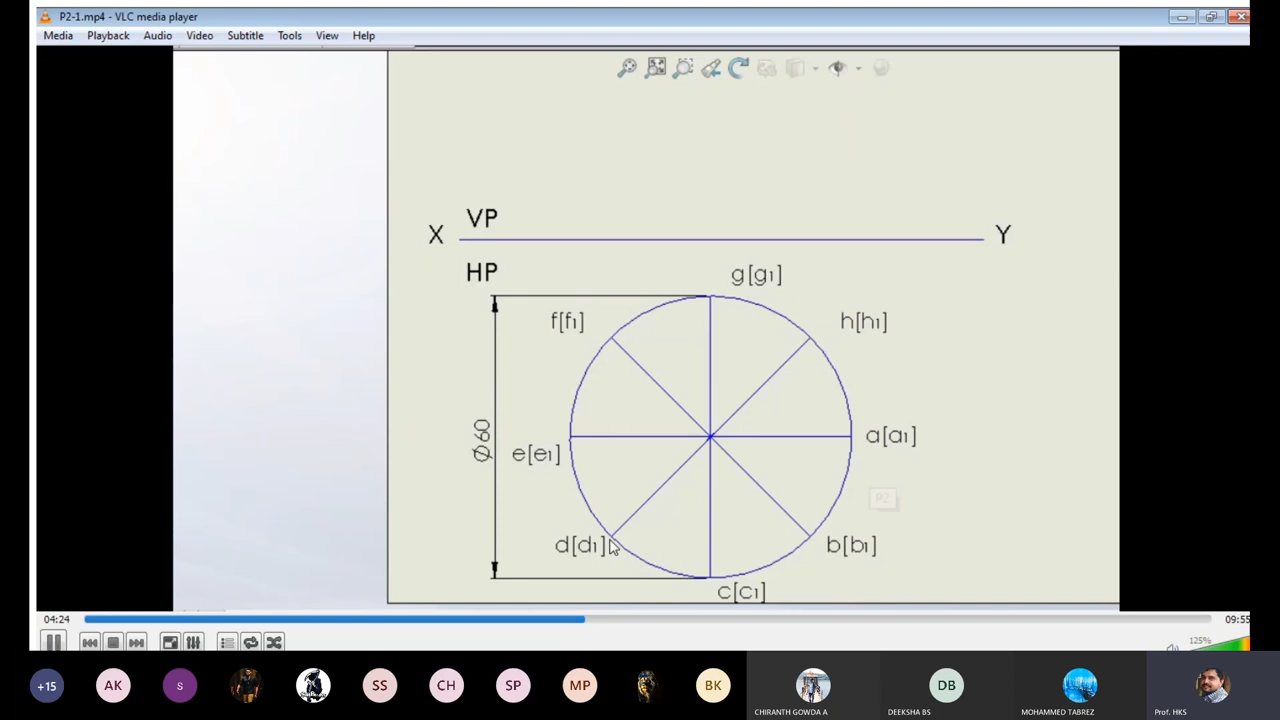 P2-1.mp4 - VLC media player
Media Playback Audio Video Subtitle Tools View Help
VP
X Y
HP
g[g1]
f[f1] h[h1]
Ø60
e[e1] a[a1]
P2
d[d1] b[b1]
c[c1]
04:24 09:55
125%
+15 AK S SS CH SP MP BK DB
CHIRANTH GOWDA A DEEKSHA BS MOHAMMED TABREZ Prof. HKS